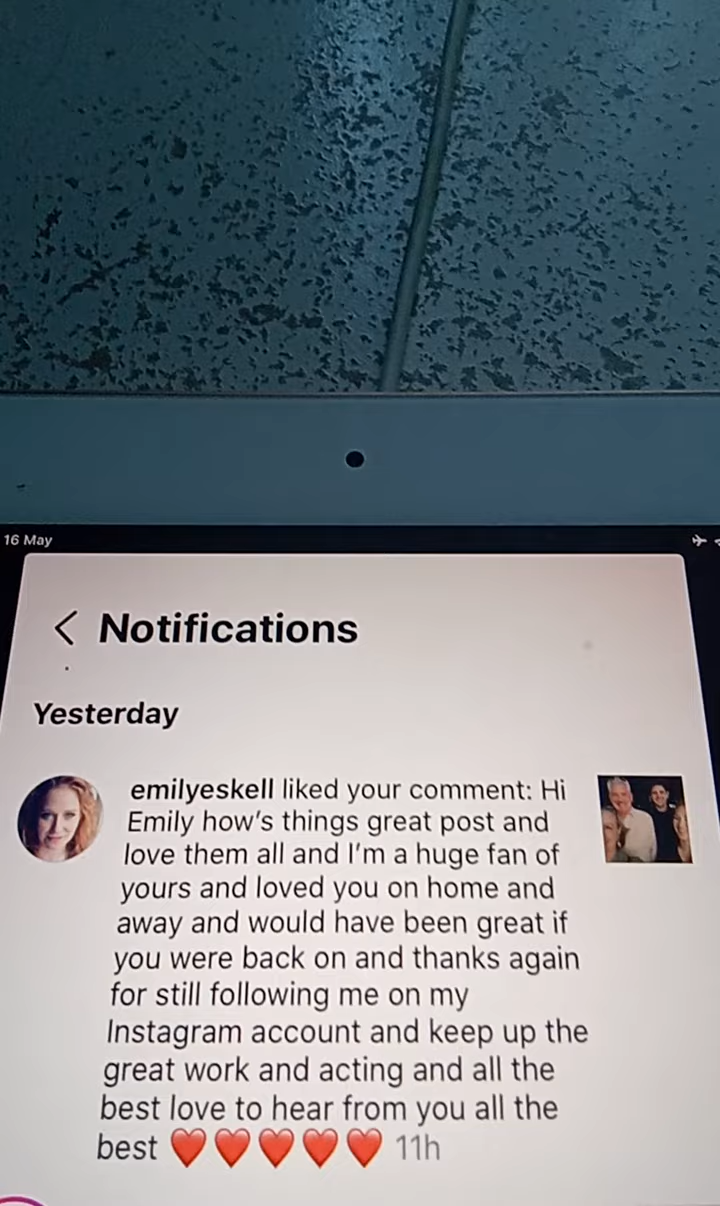 16 May
Notifications
Yesterday
emilyeskell liked your comment: Hi
Emily how's things great post and
love them all and I'm a huge fan of
yours and loved you on home and
away and would have been great if
you were back on and thanks again
for still following me on my
Instagram account and keep up the
great work and acting and all the
best love to hear from you all the
best ❤️❤️❤️❤️❤️ 11h